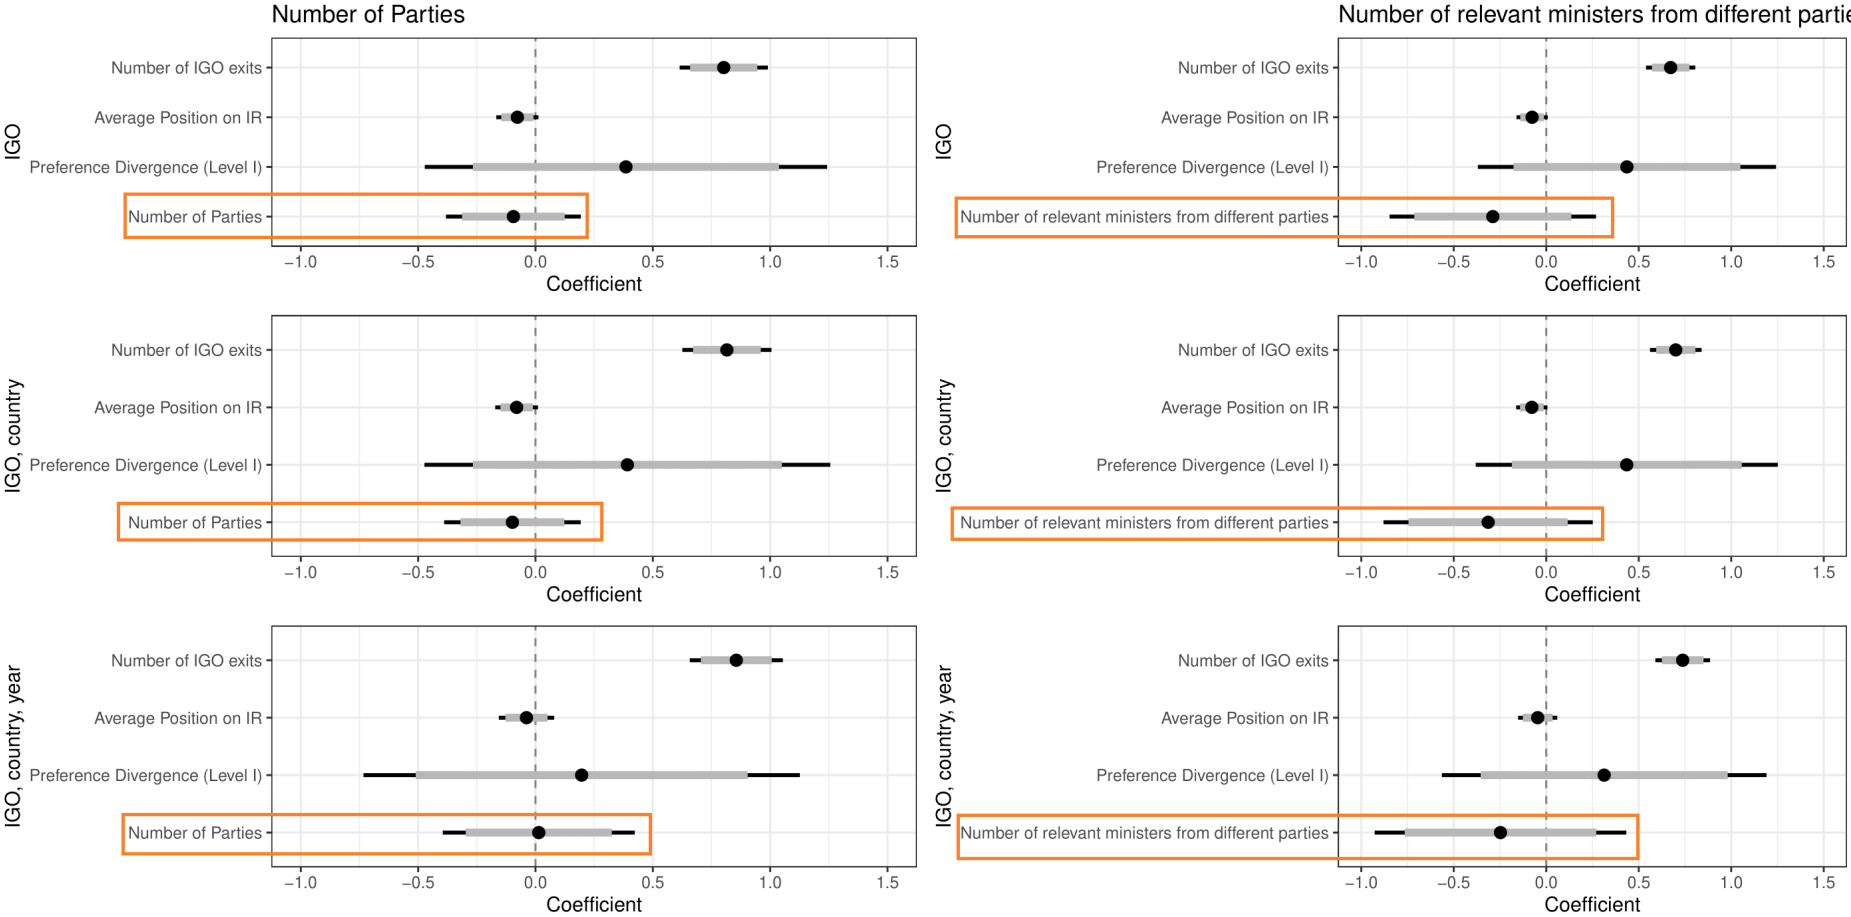 Number of Parties
IGO
Number of IGO exits
Average Position on IR
Preference Divergence (Level I)
Number of Parties
−1.0 −0.5 0.0 0.5 1.0 1.5
Coefficient
Number of relevant ministers from different partie
IGO
Number of IGO exits
Average Position on IR
Preference Divergence (Level I)
Number of relevant ministers from different parties
−1.0 −0.5 0.0 0.5 1.0 1.5
Coefficient
IGO, country
Number of IGO exits
Average Position on IR
Preference Divergence (Level I)
Number of Parties
−1.0 −0.5 0.0 0.5 1.0 1.5
Coefficient
IGO, country
Number of IGO exits
Average Position on IR
Preference Divergence (Level I)
Number of relevant ministers from different parties
−1.0 −0.5 0.0 0.5 1.0 1.5
Coefficient
IGO, country, year
Number of IGO exits
Average Position on IR
Preference Divergence (Level I)
Number of Parties
−1.0 −0.5 0.0 0.5 1.0 1.5
Coefficient
IGO, country, year
Number of IGO exits
Average Position on IR
Preference Divergence (Level I)
Number of relevant ministers from different parties
−1.0 −0.5 0.0 0.5 1.0 1.5
Coefficient